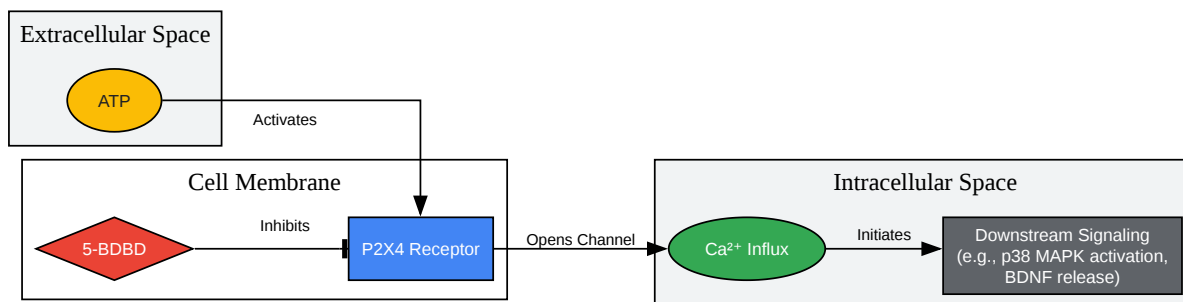 Extracellular Space
ATP
Activates
Cell Membrane
5-BDBD
Inhibits
P2X4 Receptor
Opens Channel
Intracellular Space
Ca²⁺ Influx
Initiates
Downstream Signaling
(e.g., p38 MAPK activation,
BDNF release)